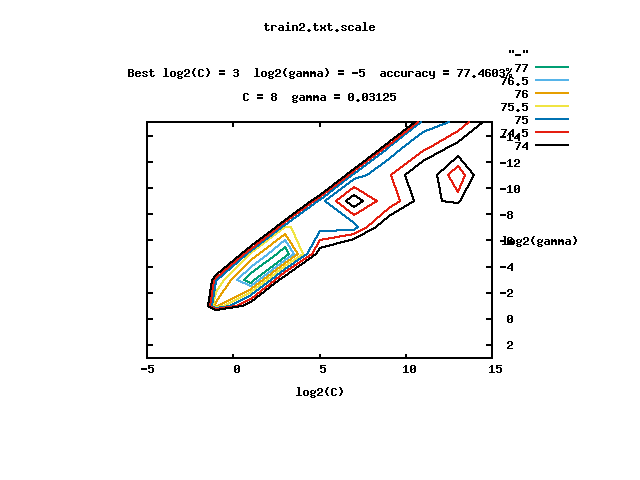 train2.txt.scale
"-"
Best log2(C) = 3  log2(gamma) = -5  accuracy = 77.4603%
C = 8  gamma = 0.03125
77
76.5
76
75.5
75
74.5
74
-14
-12
-10
-8
-6
-4
-2
0
2
log2(gamma)
-5 0 5 10 15
log2(C)